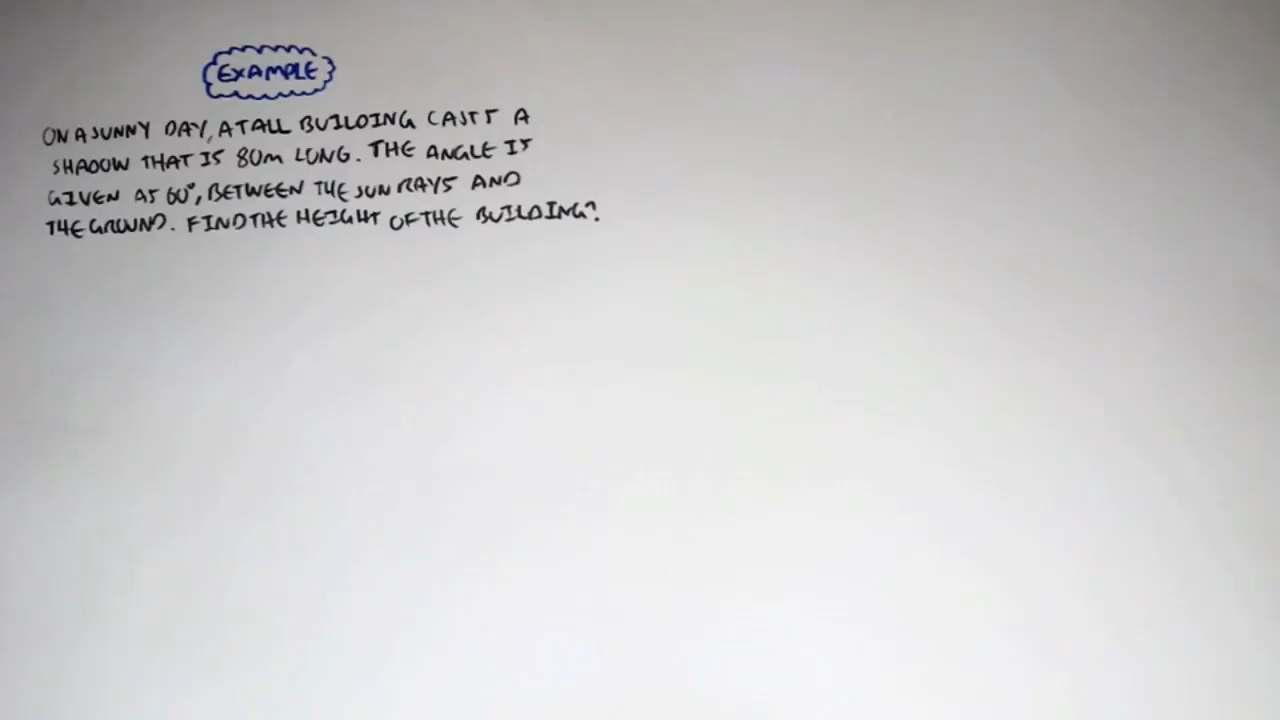 EXAMPLE
ON A SUNNY DAY, A TALL BUILDING CASTS A
SHADOW THAT IS 80m LONG. THE ANGLE IS
GIVEN AS 60°, BETWEEN THE SUN RAYS AND
THE GROUND. FIND THE HEIGHT OF THE BUILDING?